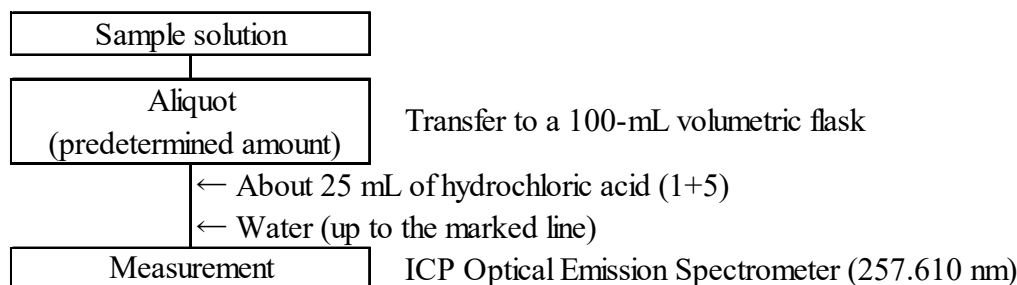 Sample solution
Aliquot
(predetermined amount)
Transfer to a 100-mL volumetric flask
← About 25 mL of hydrochloric acid (1+5)
← Water (up to the marked line)
Measurement
ICP Optical Emission Spectrometer (257.610 nm)